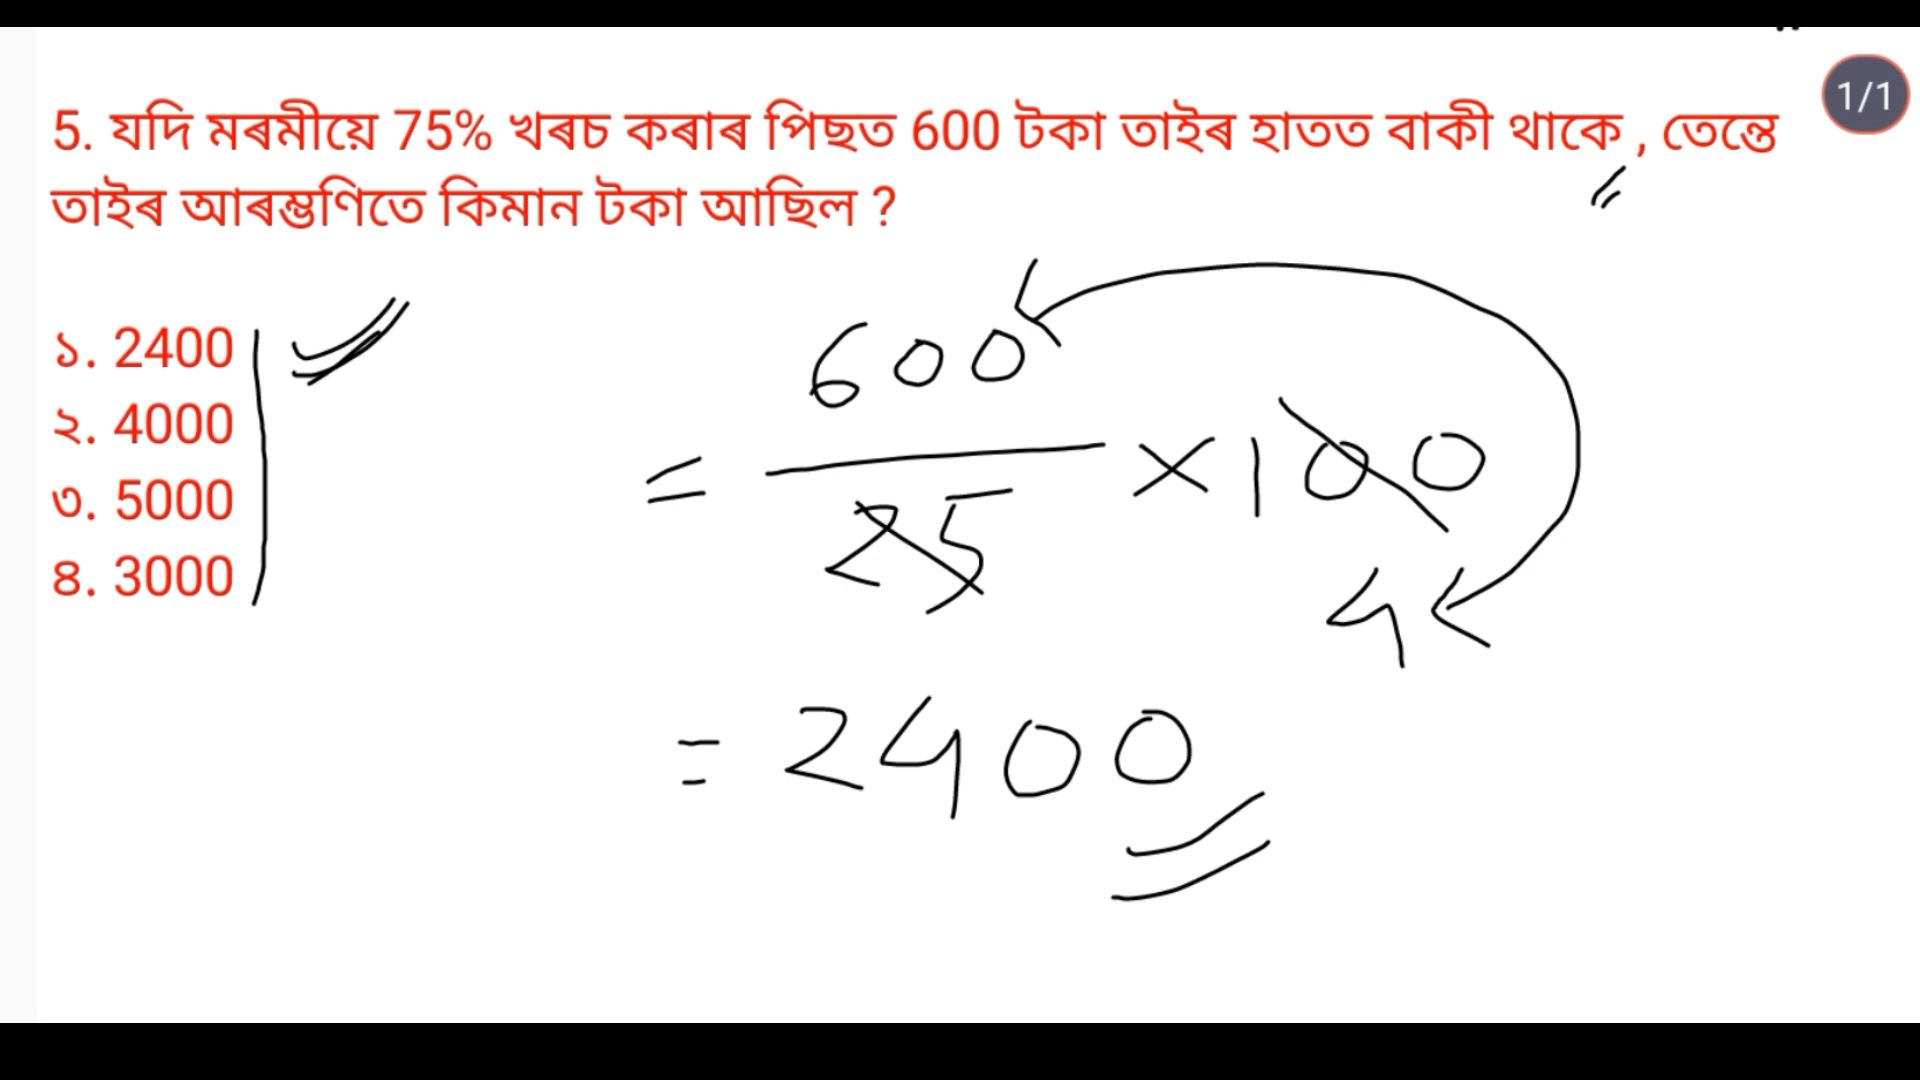 1/1
5. যদি মৰমীয়ে 75% খৰচ কৰাৰ পিছত 600 টকা তাইৰ হাতত বাকী থাকে , তেন্তে
তাইৰ আৰম্ভণিতে কিমান টকা আছিল ?
১. 2400
২. 4000
৩. 5000
৪. 3000
600
= 25 × 100
4
= 2400